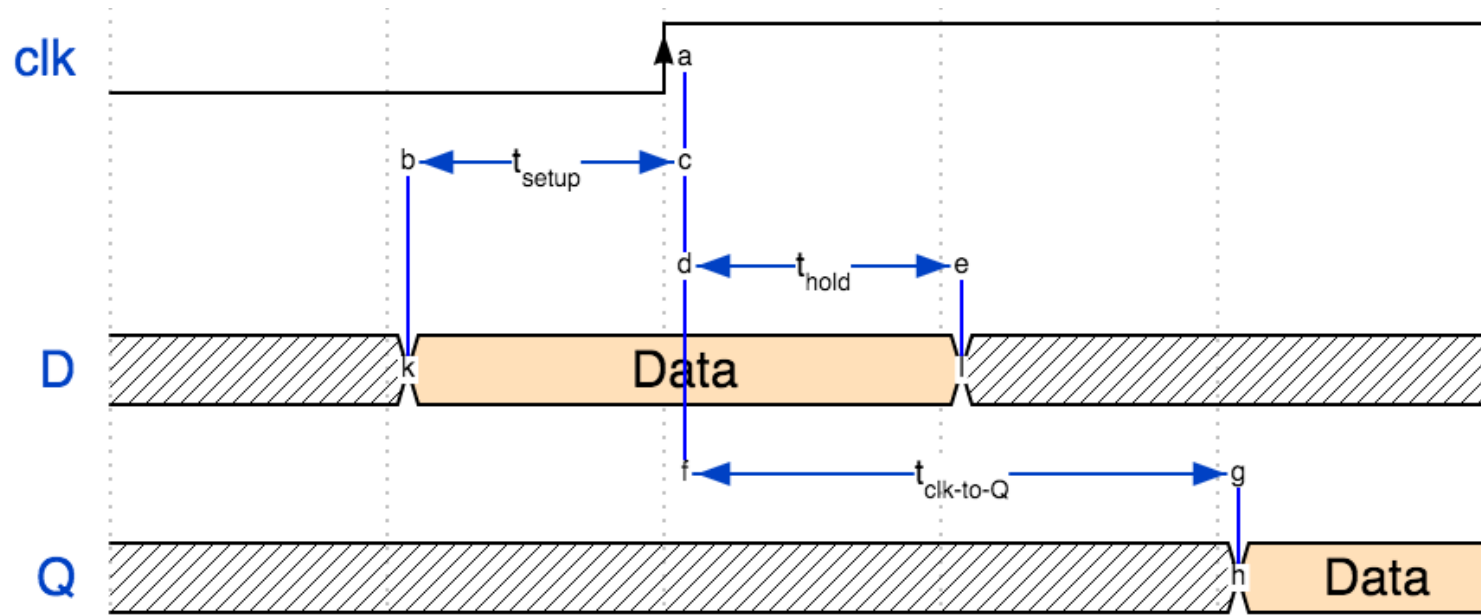 clk
a
b t_setup c
d t_hold e
D k Data l
f t_clk-to-Q g
Q h Data